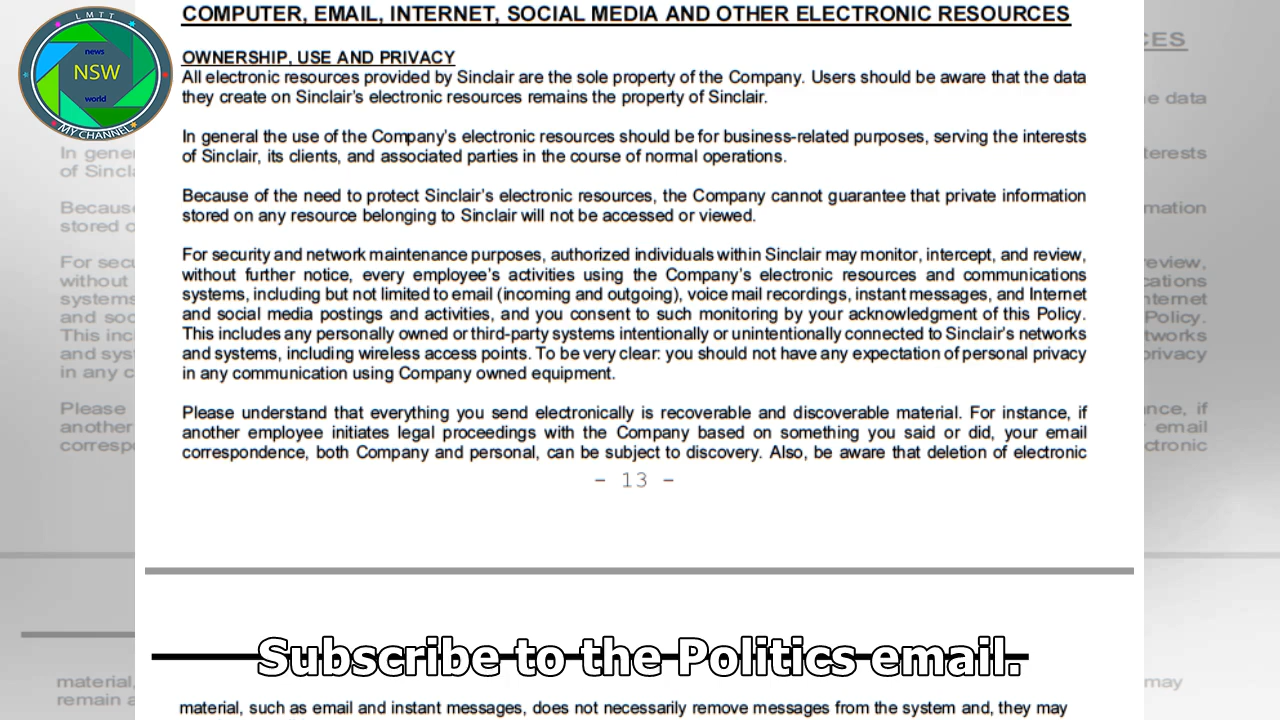 COMPUTER, EMAIL, INTERNET, SOCIAL MEDIA AND OTHER ELECTRONIC RESOURCES
LMTT
news
NSW
world
MY CHANNEL
OWNERSHIP, USE AND PRIVACY
All electronic resources provided by Sinclair are the sole property of the Company. Users should be aware that the data
they create on Sinclair's electronic resources remains the property of Sinclair.
In general the use of the Company's electronic resources should be for business-related purposes, serving the interests
of Sinclair, its clients, and associated parties in the course of normal operations.
Because of the need to protect Sinclair's electronic resources, the Company cannot guarantee that private information
stored on any resource belonging to Sinclair will not be accessed or viewed.
For security and network maintenance purposes, authorized individuals within Sinclair may monitor, intercept, and review,
without further notice, every employee's activities using the Company's electronic resources and communications
systems, including but not limited to email (incoming and outgoing), voice mail recordings, instant messages, and Internet
and social media postings and activities, and you consent to such monitoring by your acknowledgment of this Policy.
This includes any personally owned or third-party systems intentionally or unintentionally connected to Sinclair's networks
and systems, including wireless access points. To be very clear: you should not have any expectation of personal privacy
in any communication using Company owned equipment.
Please understand that everything you send electronically is recoverable and discoverable material. For instance, if
another employee initiates legal proceedings with the Company based on something you said or did, your email
correspondence, both Company and personal, can be subject to discovery. Also, be aware that deletion of electronic
- 13 -
Subscribe to the Politics email.
material, such as email and instant messages, does not necessarily remove messages from the system and, they may